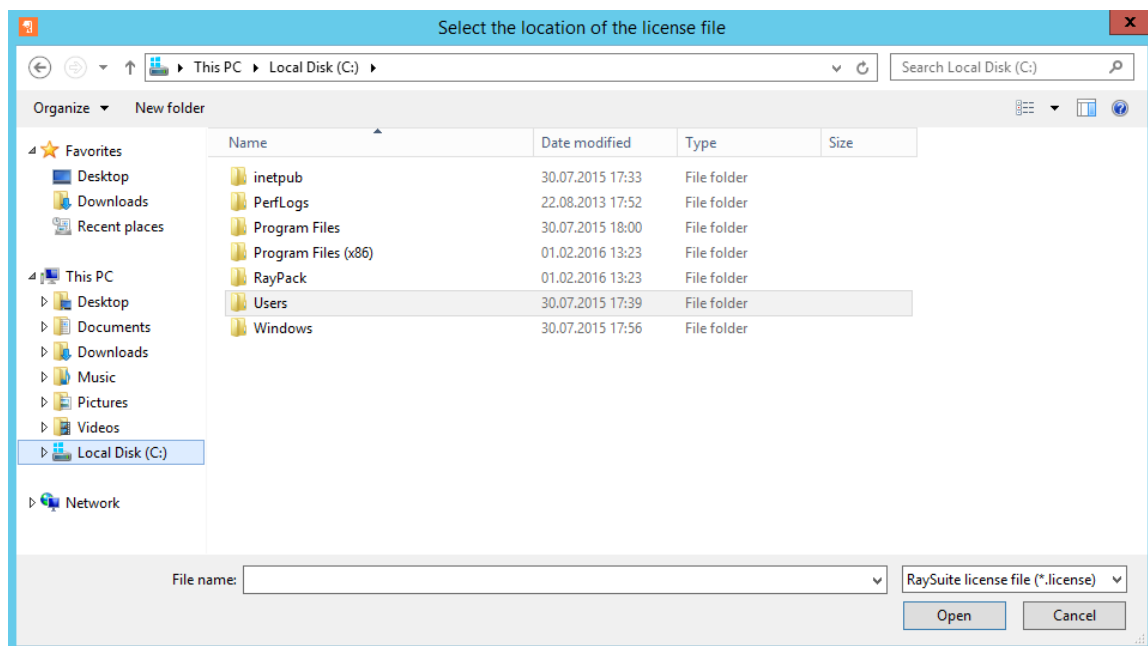 Select the location of the license file
x
This PC Local Disk (C:)
Search Local Disk (C:)
Organize New folder
Name Date modified Type Size
Favorites
Desktop
Downloads
Recent places
This PC
Desktop
Documents
Downloads
Music
Pictures
Videos
Local Disk (C:)
Network
inetpub 30.07.2015 17:33 File folder
PerfLogs 22.08.2013 17:52 File folder
Program Files 30.07.2015 18:00 File folder
Program Files (x86) 01.02.2016 13:23 File folder
RayPack 01.02.2016 13:23 File folder
Users 30.07.2015 17:39 File folder
Windows 30.07.2015 17:56 File folder
File name: RaySuite license file (*.license)
Open Cancel